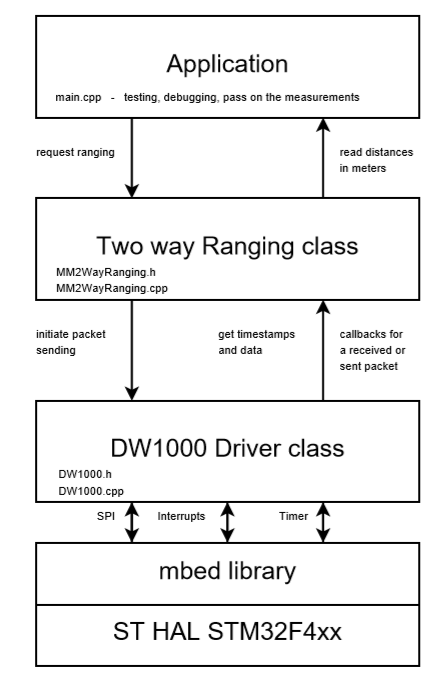 Application
main.cpp - testing, debugging, pass on the measurements
request ranging
read distances
in meters
Two way Ranging class
MM2WayRanging.h
MM2WayRanging.cpp
initiate packet
sending
get timestamps
and data
callbacks for
a received or
sent packet
DW1000 Driver class
DW1000.h
DW1000.cpp
SPI
Interrupts
Timer
mbed library
ST HAL STM32F4xx